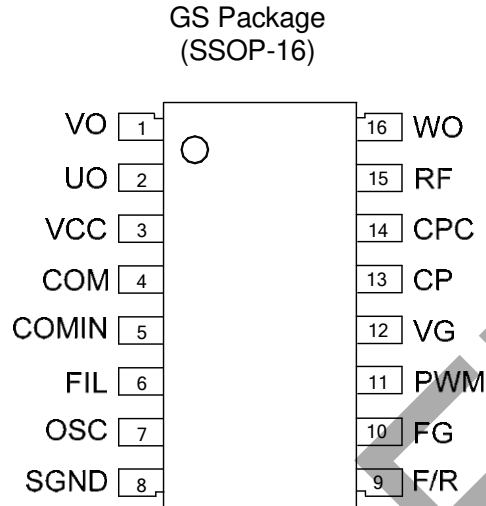 GS Package
(SSOP-16)
VO 1 16 WO
UO 2 15 RF
VCC 3 14 CPC
COM 4 13 CP
COMIN 5 12 VG
FIL 6 11 PWM
OSC 7 10 FG
SGND 8 9 F/R